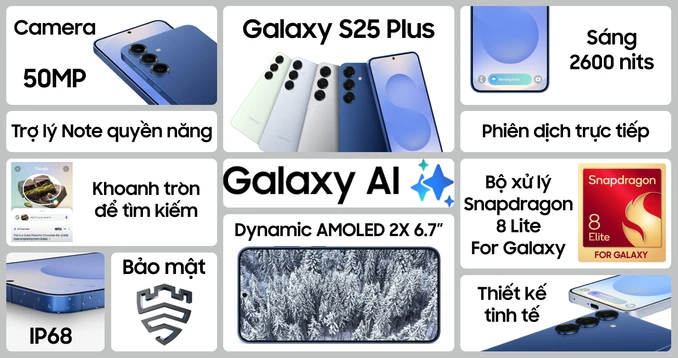 Camera
50MP
Galaxy S25 Plus
Sáng
2600 nits
Trợ lý Note quyền năng
Phiên dịch trực tiếp
Khoanh tròn
để tìm kiếm
Galaxy AI
Bộ xử lý
Snapdragon
8 Lite
For Galaxy
Snapdragon
8
Elite
FOR GALAXY
Dynamic AMOLED 2X 6.7”
IP68
Bảo mật
Thiết kế
tinh tế